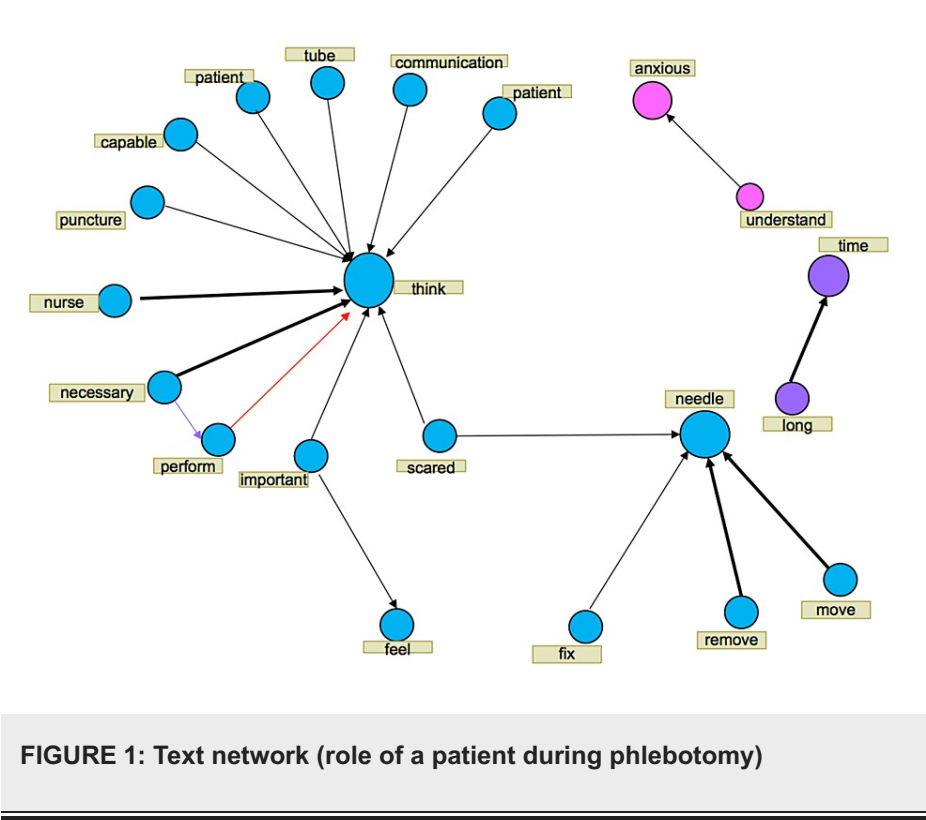 tube
communication
anxious
patient
patient
capable
puncture
understand
time
think
nurse
necessary
needle
long
perform
important
scared
move
remove
feel
fix
FIGURE 1: Text network (role of a patient during phlebotomy)